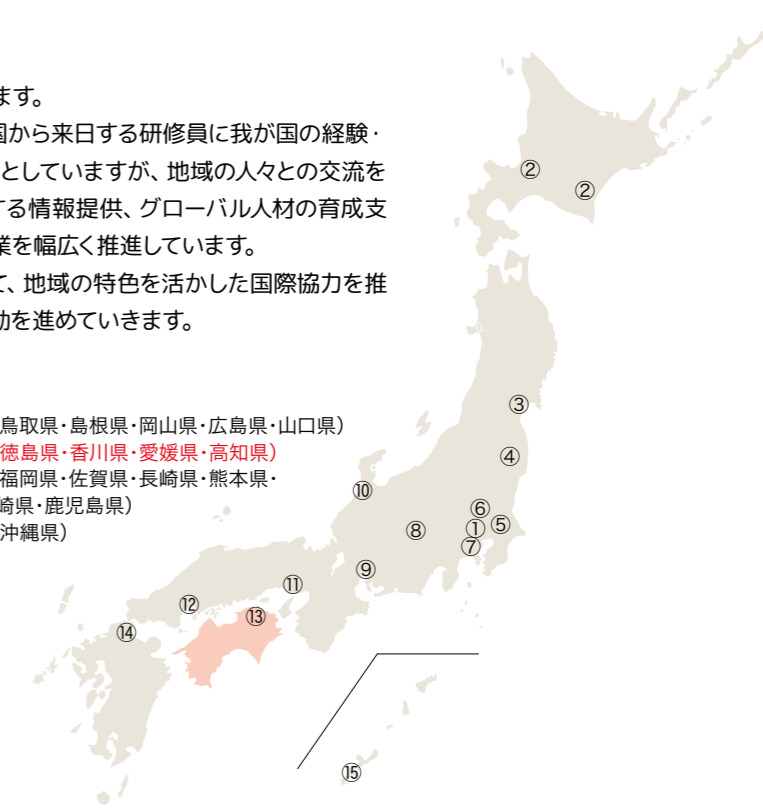 ます。
国から来日する研修員に我が国の経験・
としていますが、地域の人々との交流を
する情報提供、グローバル人材の育成支
業を幅広く推進しています。
て、地域の特色を活かした国際協力を推
動を進めていきます。
鳥取県・島根県・岡山県・広島県・山口県）
徳島県・香川県・愛媛県・高知県）
福岡県・佐賀県・長崎県・熊本県・
崎県・鹿児島県）
沖縄県）
②
②
③
④
⑩
⑥
⑧
①
⑤
⑦
⑨
⑪
⑫
⑬
⑭
⑮